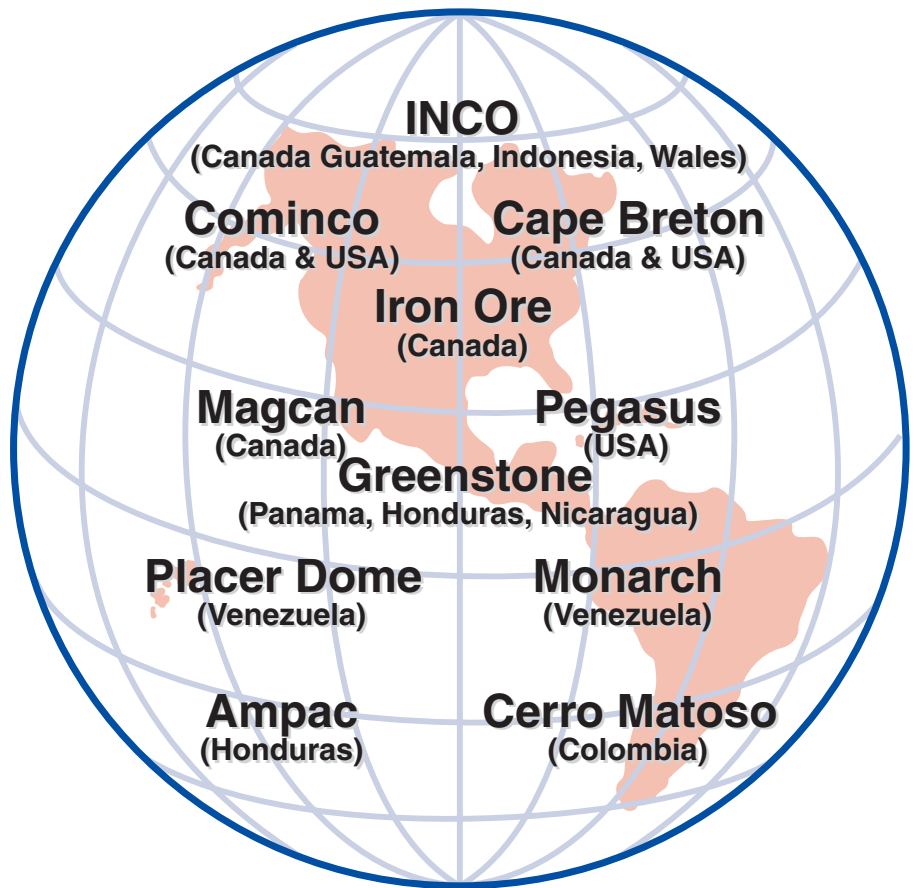 INCO
(Canada Guatemala, Indonesia, Wales)
Cominco
(Canada & USA)
Cape Breton
(Canada & USA)
Iron Ore
(Canada)
Magcan
(Canada)
Pegasus
(USA)
Greenstone
(Panama, Honduras, Nicaragua)
Placer Dome
(Venezuela)
Monarch
(Venezuela)
Ampac
(Honduras)
Cerro Matoso
(Colombia)